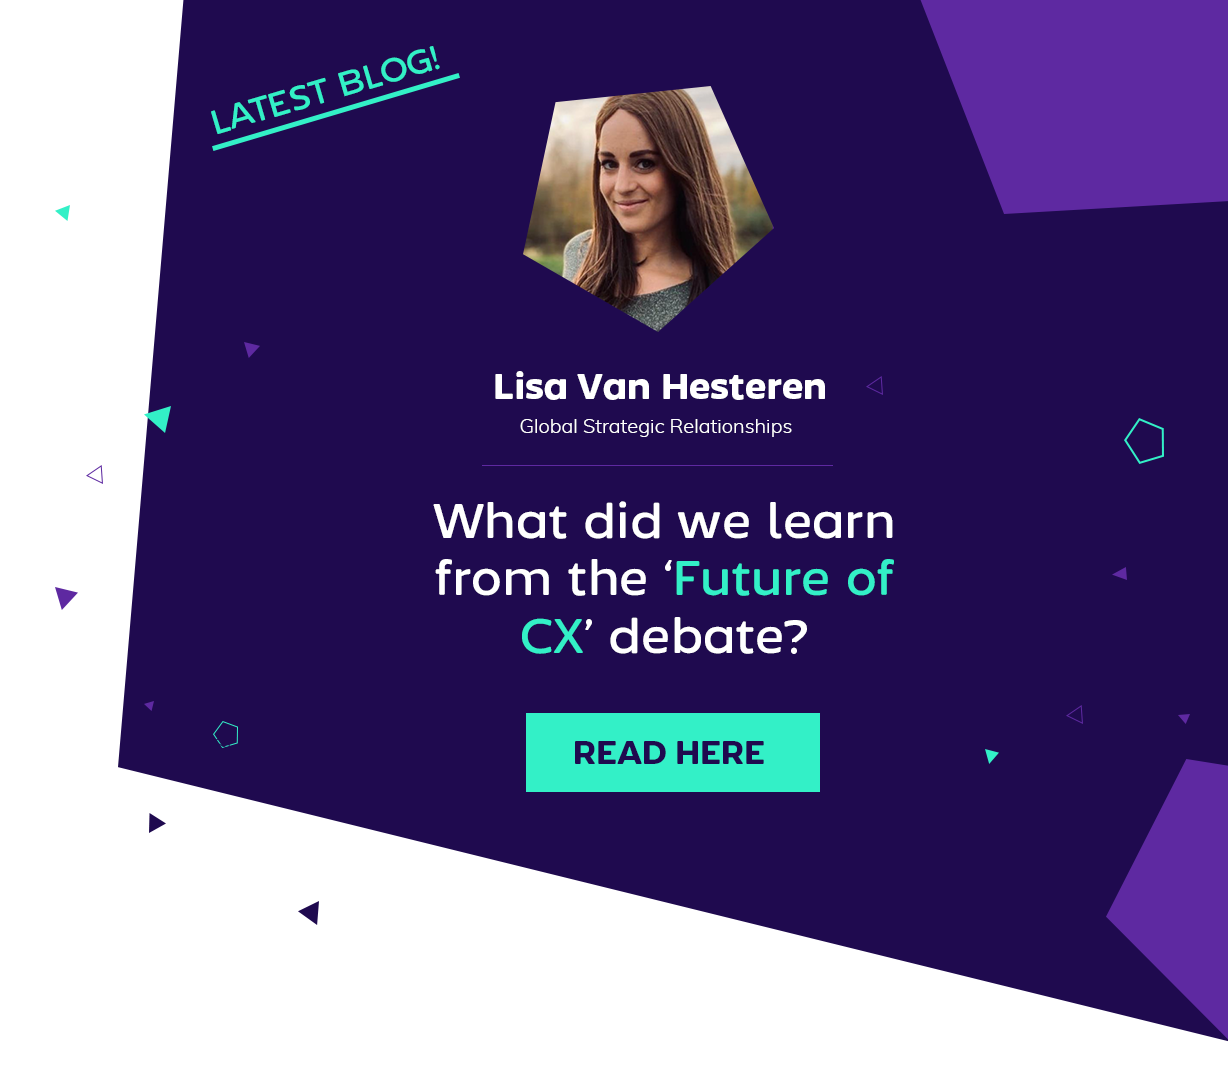 LATEST BLOG!
Lisa Van Hesteren
Global Strategic Relationships
What did we learn
from the ‘Future of
CX’ debate?
READ HERE